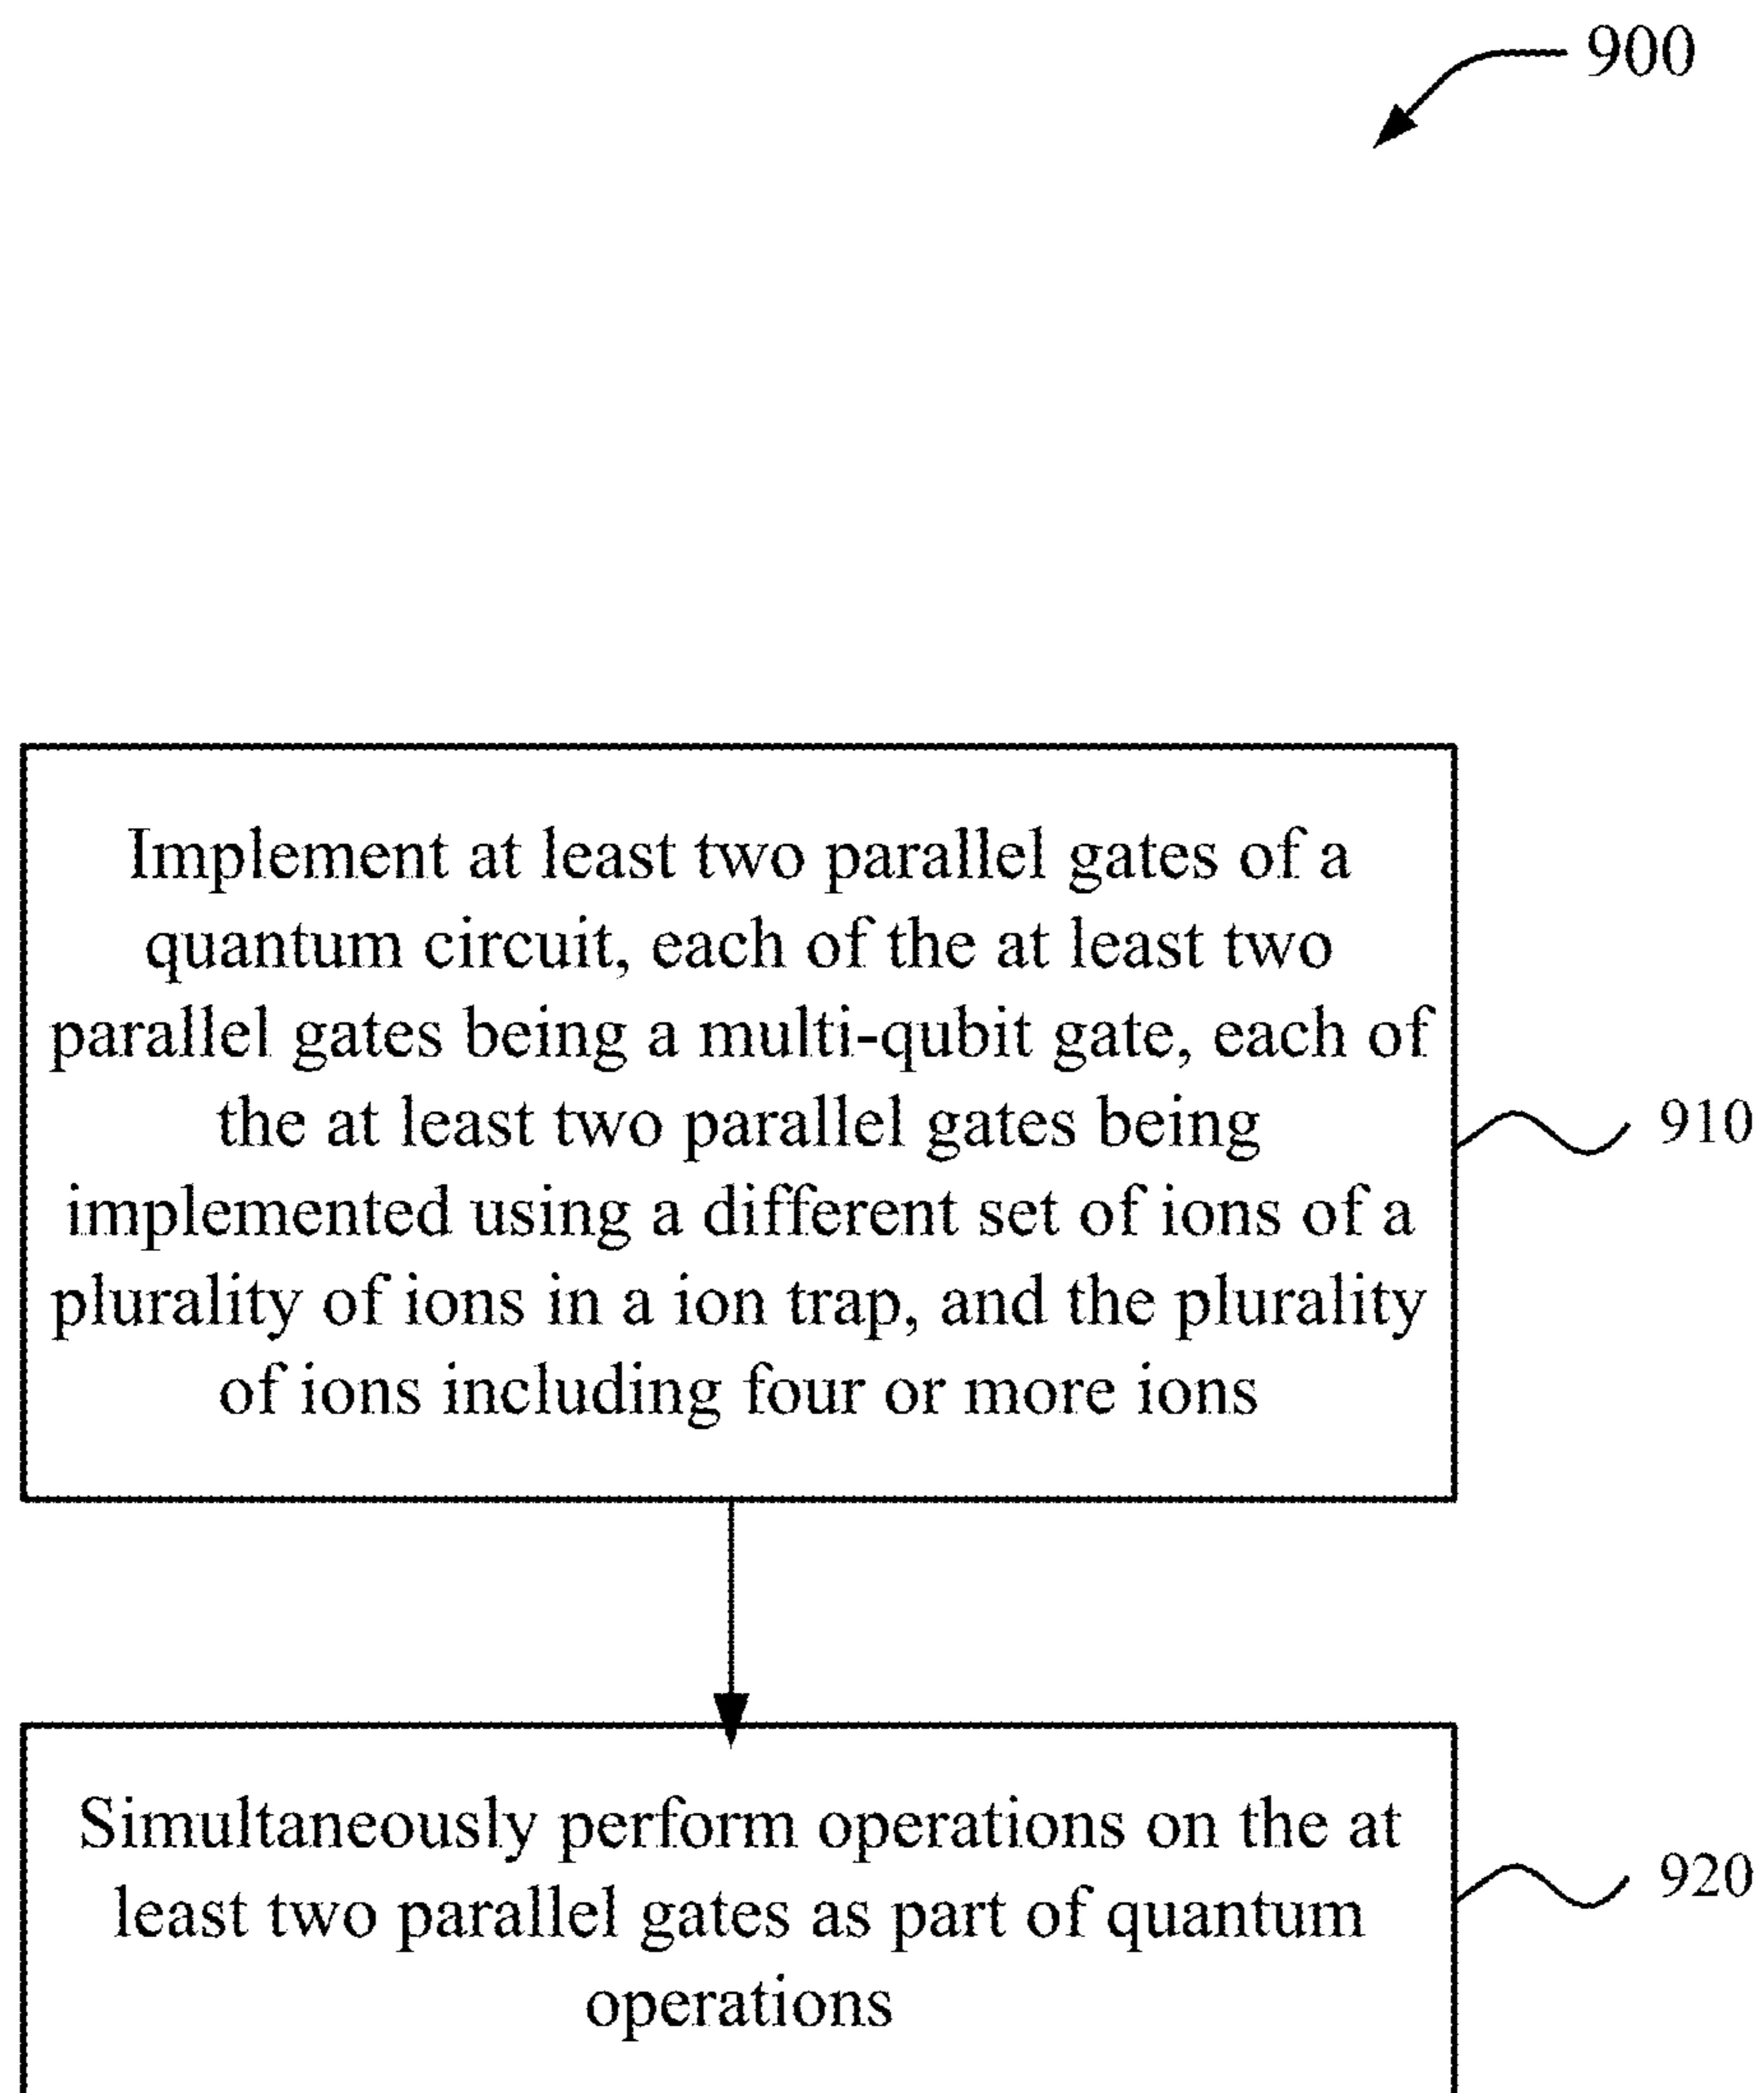 900
Implement at least two parallel gates of a
quantum circuit, each of the at least two
parallel gates being a multi-qubit gate, each of
the at least two parallel gates being
implemented using a different set of ions of a
plurality of ions in a ion trap, and the plurality
of ions including four or more ions
910
Simultaneously perform operations on the at
least two parallel gates as part of quantum
operations
920